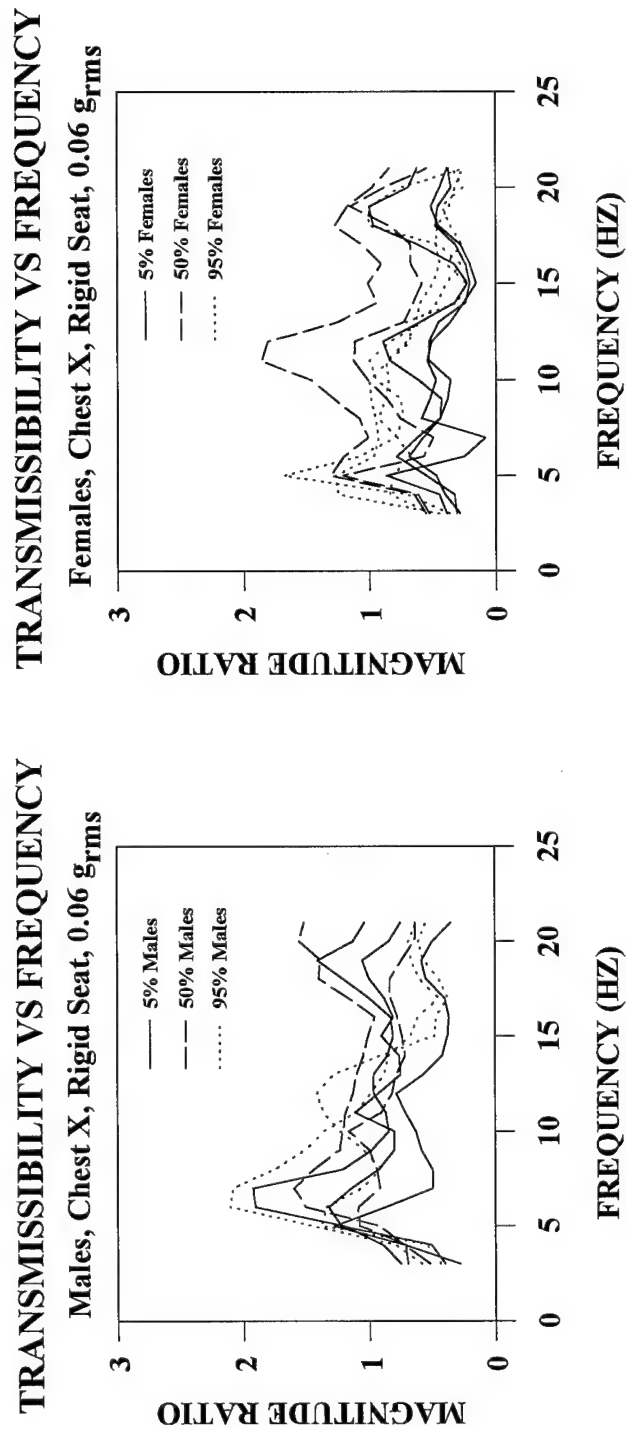 TRANSMISSIBILITY VS FREQUENCY
Males, Chest X, Rigid Seat, 0.06 grms
3
2
1
0
MAGNITUDE RATIO
5% Males
50% Males
95% Males
0
5
10
15
20
25
FREQUENCY (HZ)
TRANSMISSIBILITY VS FREQUENCY
Females, Chest X, Rigid Seat, 0.06 grms
3
2
1
0
MAGNITUDE RATIO
5% Females
50% Females
95% Females
0
5
10
15
20
25
FREQUENCY (HZ)